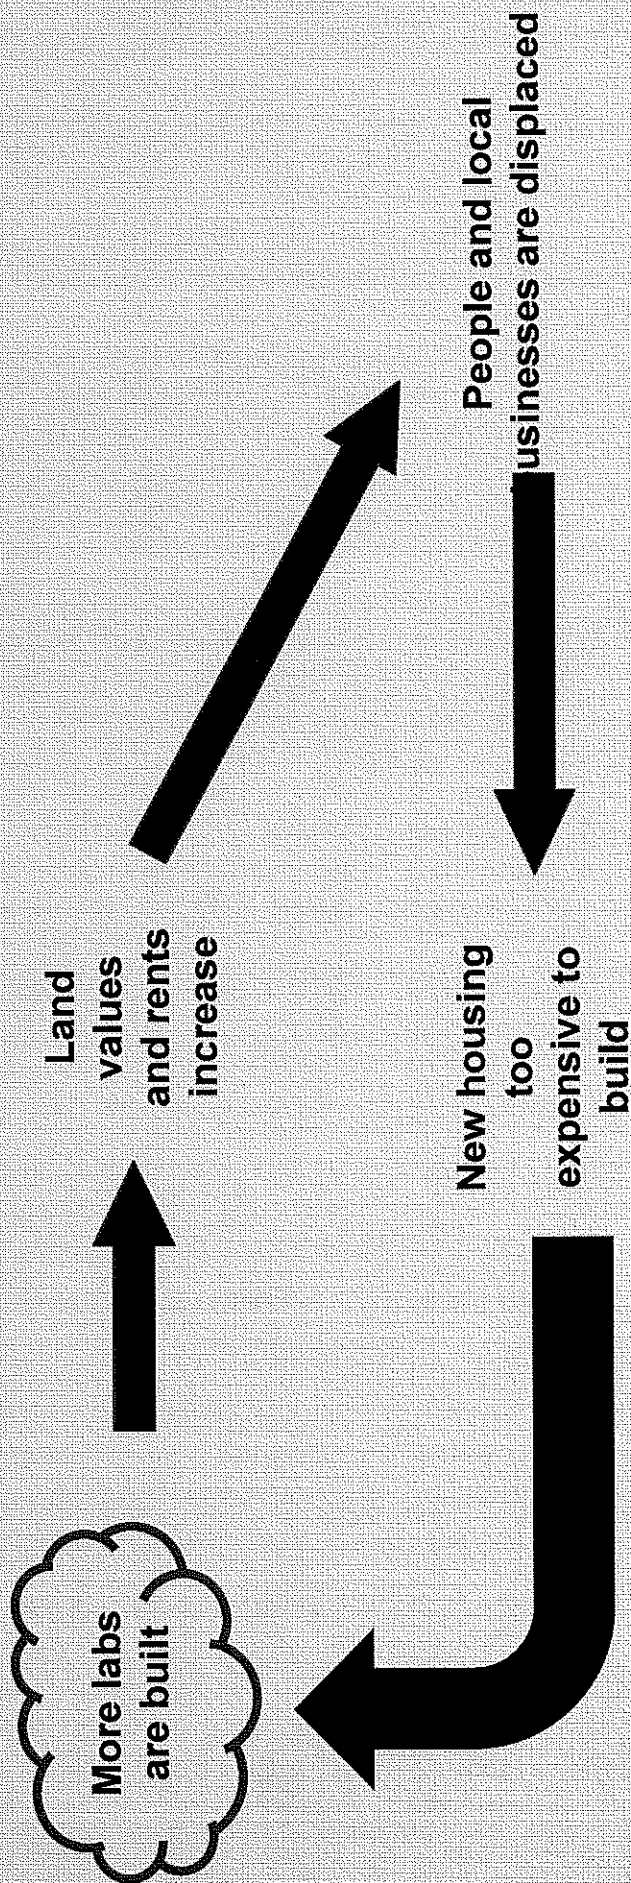 More labs
are built
Land
values
and rents
increase
People and local
usinesses are displaced
New housing
too
expensive to
build